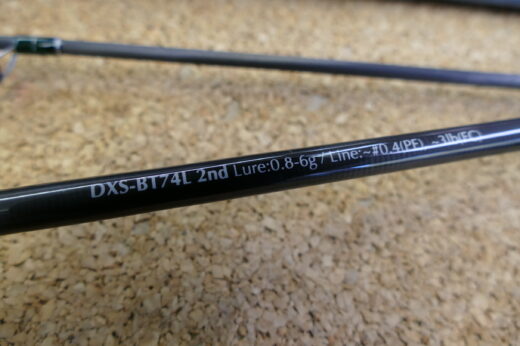 DXS-BT74L 2nd Lure:0.8-6g / Line:~#0.4(PE), ~3lb(FC)